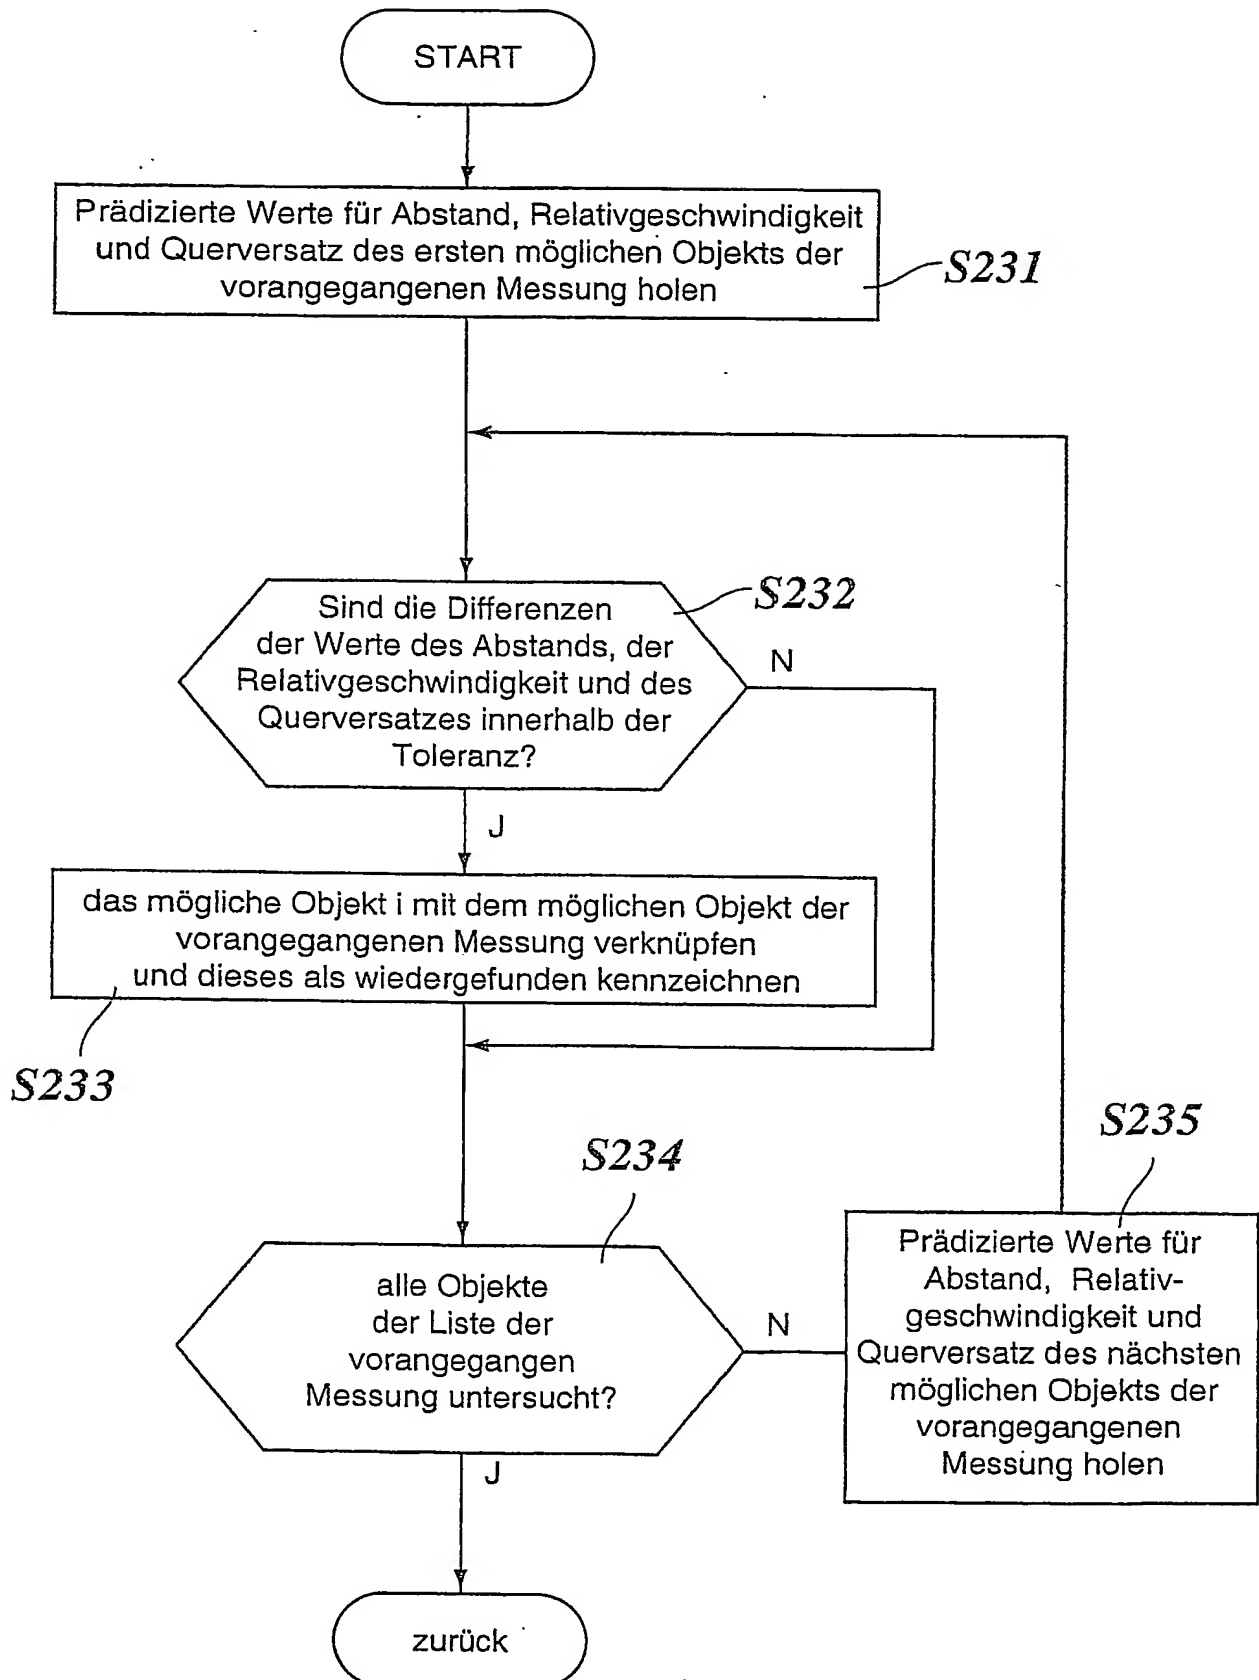 START
Prädizierte Werte für Abstand, Relativgeschwindigkeit
und Querversatz des ersten möglichen Objekts der
vorangegangenen Messung holen
S231
Sind die Differenzen
der Werte des Abstands, der
Relativgeschwindigkeit und des
Querversatzes innerhalb der
Toleranz?
S232
N
J
das mögliche Objekt i mit dem möglichen Objekt der
vorangegangenen Messung verknüpfen
und dieses als wiedergefunden kennzeichnen
S233
S234
alle Objekte
der Liste der
vorangegangen
Messung untersucht?
N
S235
Prädizierte Werte für
Abstand, Relativ-
geschwindigkeit und
Querversatz des nächsten
möglichen Objekts der
vorangegangenen
Messung holen
J
zurück